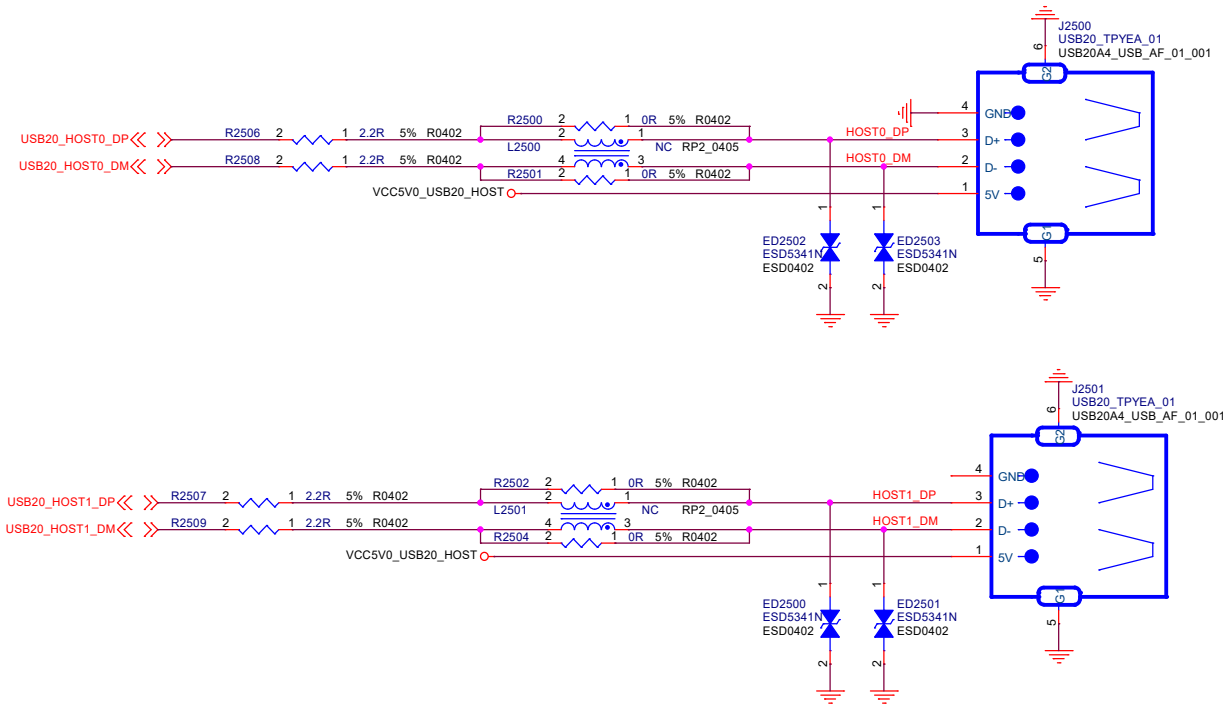 J2500
USB20_TPYEA_01
USB20A4_USB_AF_01_001
6
G2
R2500 2 1 0R 5% R0402
4 GND
USB20_HOST0_DP R2506 2 1 2.2R 5% R0402
2 1
HOST0_DP 3 D+
L2500 NC RP2_0405
USB20_HOST0_DM R2508 2 1 2.2R 5% R0402
4 3
HOST0_DM 2 D-
R2501 2 1 0R 5% R0402
VCC5V0_USB20_HOST 1 5V
1 1
G1
ED2502 ED2503
ESD5341N ESD5341N
ESD0402 ESD0402
5
2 2
J2501
USB20_TPYEA_01
USB20A4_USB_AF_01_001
6
G2
R2502 2 1 0R 5% R0402
4 GND
USB20_HOST1_DP R2507 2 1 2.2R 5% R0402
2 1
HOST1_DP 3 D+
L2501 NC RP2_0405
USB20_HOST1_DM R2509 2 1 2.2R 5% R0402
4 3
HOST1_DM 2 D-
R2504 2 1 0R 5% R0402
VCC5V0_USB20_HOST 1 5V
1 1
G1
ED2500 ED2501
ESD5341N ESD5341N
ESD0402 ESD0402
5
2 2